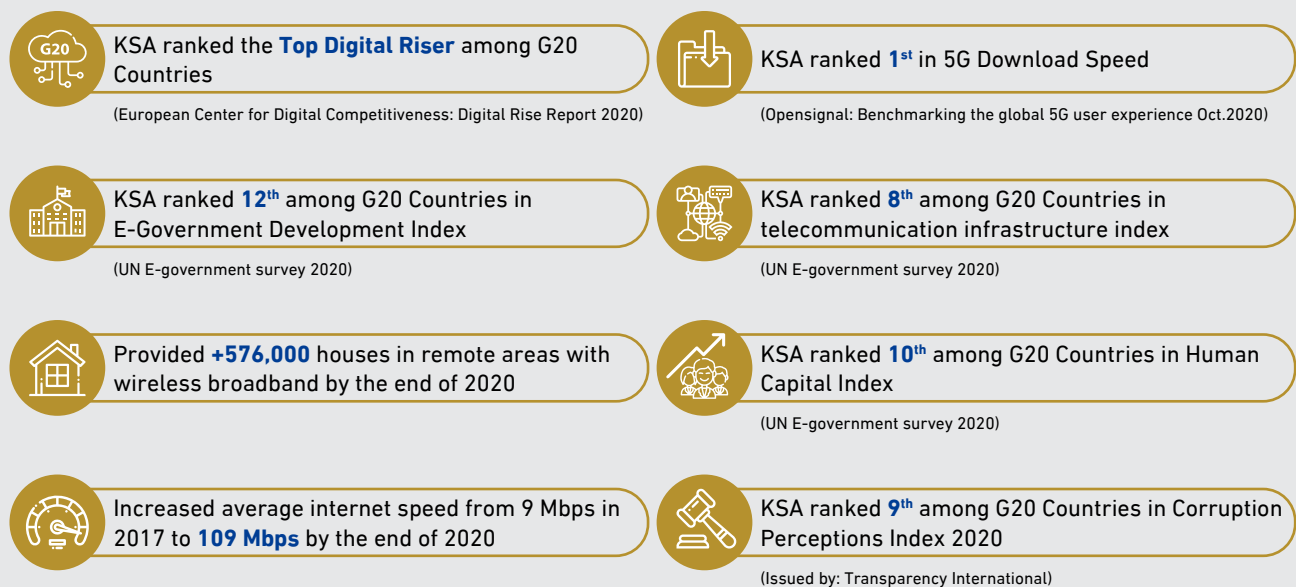 G20
KSA ranked the Top Digital Riser among G20
Countries
(European Center for Digital Competitiveness: Digital Rise Report 2020)
KSA ranked 1st in 5G Download Speed
(Opensignal: Benchmarking the global 5G user experience Oct.2020)
KSA ranked 12th among G20 Countries in
E-Government Development Index
(UN E-government survey 2020)
KSA ranked 8th among G20 Countries in
telecommunication infrastructure index
(UN E-government survey 2020)
Provided +576,000 houses in remote areas with
wireless broadband by the end of 2020
KSA ranked 10th among G20 Countries in Human
Capital Index
(UN E-government survey 2020)
Increased average internet speed from 9 Mbps in
2017 to 109 Mbps by the end of 2020
KSA ranked 9th among G20 Countries in Corruption
Perceptions Index 2020
(Issued by: Transparency International)